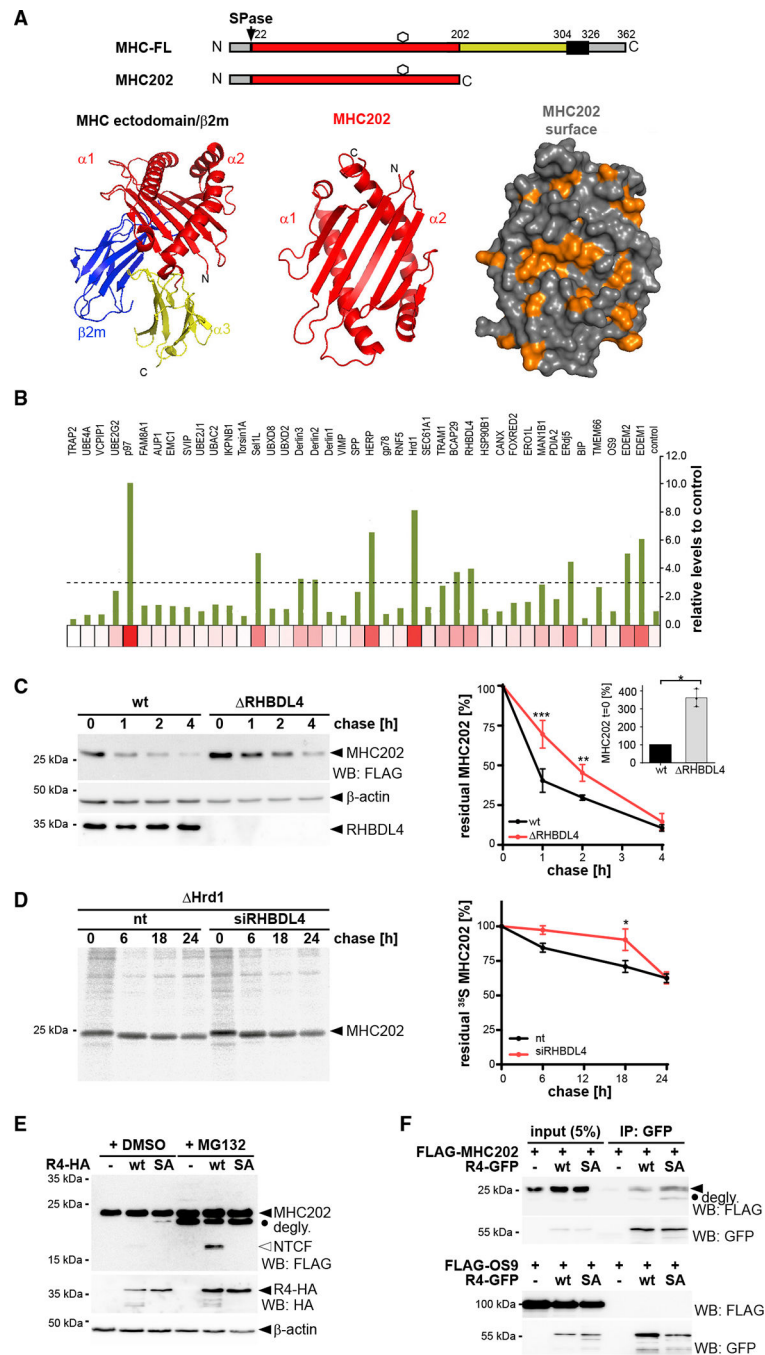 A
SPase
22 202 304 326 362
MHC-FL N C
MHC202 N C
MHC ectodomain/β2m
MHC202
MHC202 surface
α1 α2
β2m
α3
N
C
C
N
α1 α2
B
TRAP2 UBE4A VCPIP1 UBE2G2 p97 FAM8A1 AUP1 EMC1 SVIP UBE2J1 UBAC2 IKPNB1 Torsin1A Sel1L UBXD8 UBXD2 Derlin3 Derlin2 Derlin1 VIMP SPP HERP gp78 RNF5 Hrd1 SEC61A1 TRAM1 BCAP29 RHBDL4 HSP90B1 CANX FOXRED2 ERO1L MAN1B1 PDIA2 ERdj5 BIP TMEM66 OS9 EDEM2 EDEM1 control
12.0
10.0
8.0
6.0
4.0
2.0
0.0
relative levels to control
C
wt ΔRHBDL4
0 1 2 4 0 1 2 4 chase [h]
25 kDa
MHC202
WB: FLAG
50 kDa
β-actin
35 kDa
RHBDL4
residual MHC202 [%]
100
75
50
25
0
***
**
wt
ΔRHBDL4
0 1 2 3 4
chase [h]
MHC202 t=0 [%]
400
300
200
100
0
*
wt ΔRHBDL4
D
ΔHrd1
nt siRHBDL4
0 6 18 24 0 6 18 24 chase [h]
25 kDa
MHC202
residual ³⁵S MHC202 [%]
100
75
50
25
0
*
nt
siRHBDL4
0 6 12 18 24
chase [h]
E
+ DMSO + MG132
R4-HA - wt SA - wt SA
35 kDa
25 kDa
MHC202
degly.
NTCF
15 kDa
WB: FLAG
35 kDa
R4-HA
WB: HA
50 kDa
β-actin
F
input (5%) IP: GFP
FLAG-MHC202 + + + + + +
R4-GFP - wt SA - wt SA
25 kDa
degly.
WB: FLAG
55 kDa
WB: GFP
FLAG-OS9 + + + + + +
R4-GFP - wt SA - wt SA
100 kDa
WB: FLAG
55 kDa
WB: GFP